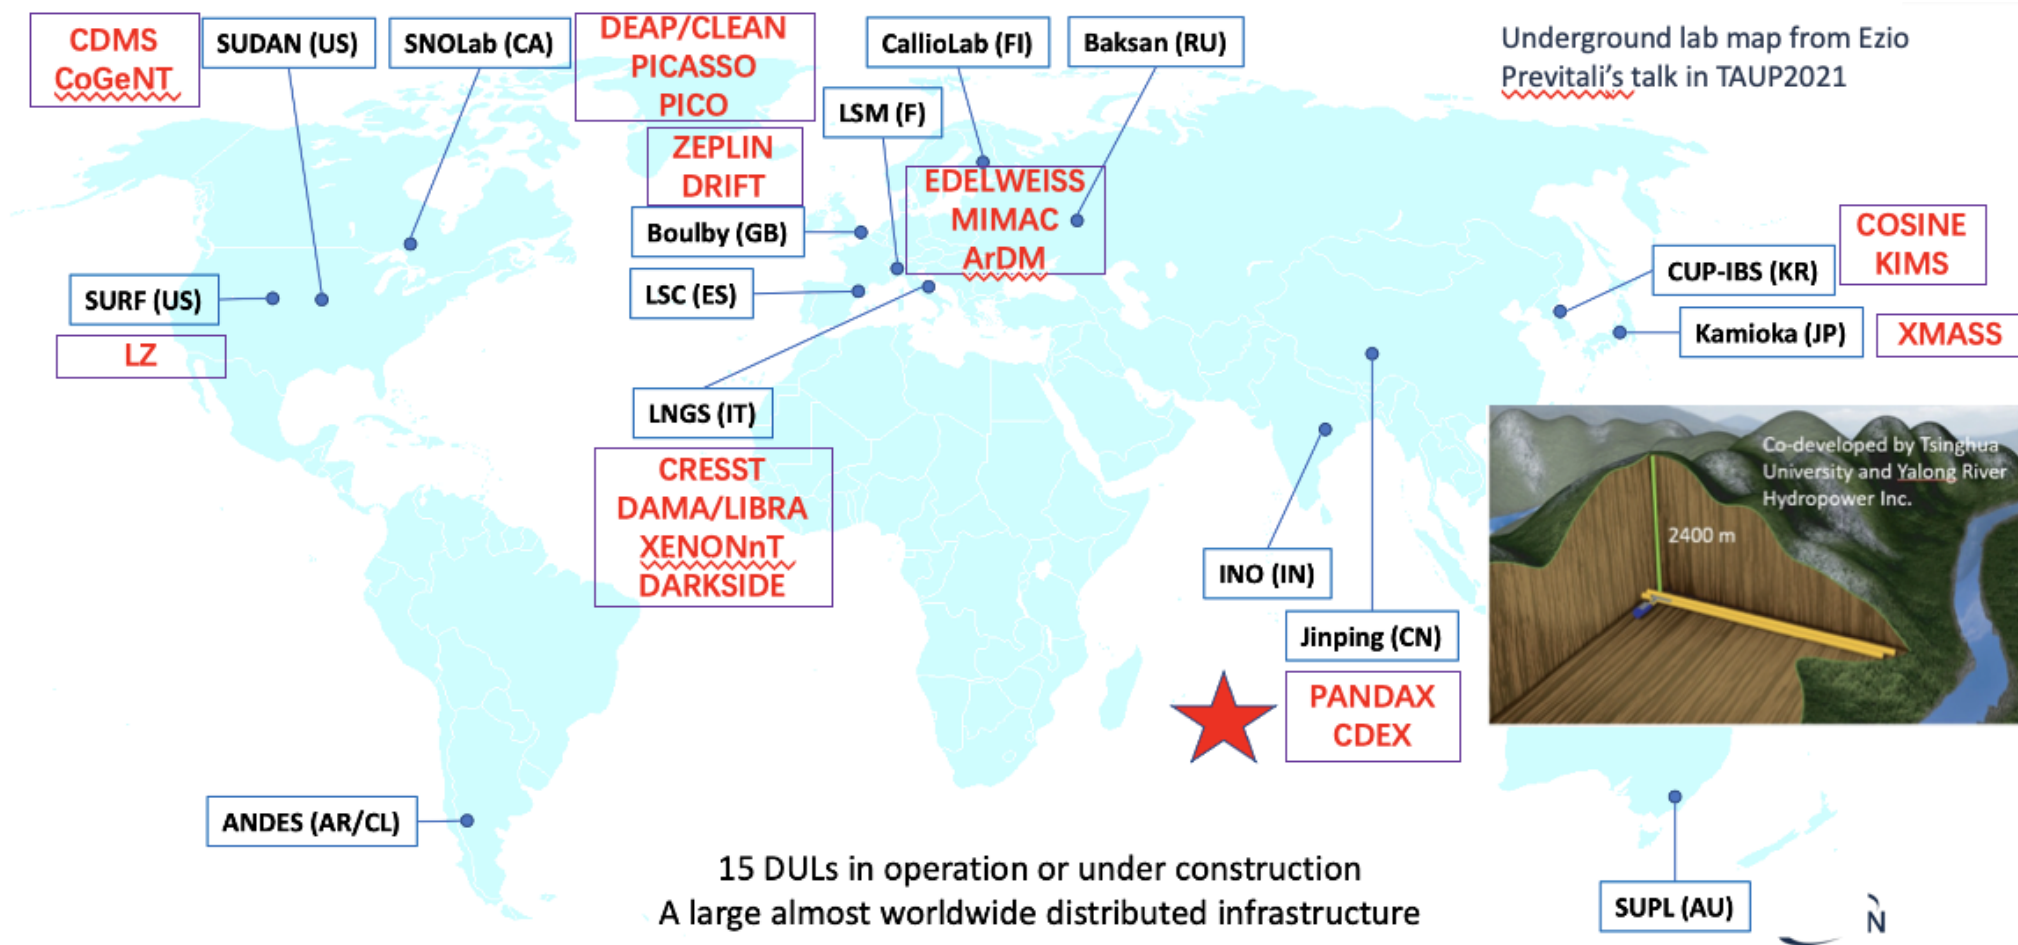 CDMS
CoGeNT
SUDAN (US)
SNOLab (CA)
DEAP/CLEAN
PICASSO
PICO
CallioLab (FI)
Baksan (RU)
Underground lab map from Ezio
Previtali's talk in TAUP2021
LSM (F)
ZEPLIN
DRIFT
EDELWEISS
MIMAC
ArDM
Boulby (GB)
COSINE
KIMS
CUP-IBS (KR)
SURF (US)
LSC (ES)
Kamioka (JP)
XMASS
LZ
LNGS (IT)
CRESST
DAMA/LIBRA
XENONnT
DARKSIDE
Co-developed by Tsinghua
University and Yalong River
Hydropower Inc.
2400 m
INO (IN)
Jinping (CN)
PANDAX
CDEX
ANDES (AR/CL)
15 DULs in operation or under construction
A large almost worldwide distributed infrastructure
SUPL (AU)
N